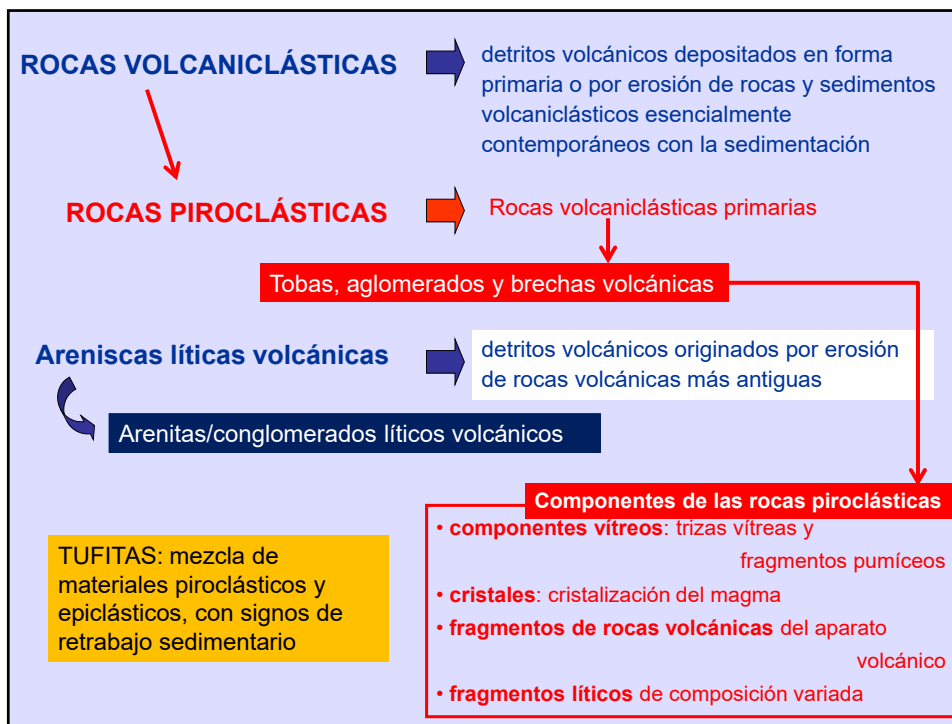 ROCAS VOLCANICLÁSTICAS
detritos volcánicos depositados en forma
primaria o por erosión de rocas y sedimentos
volcaniclásticos esencialmente
contemporáneos con la sedimentación
ROCAS PIROCLÁSTICAS
Rocas volcaniclásticas primarias
Tobas, aglomerados y brechas volcánicas
Areniscas líticas volcánicas
detritos volcánicos originados por erosión
de rocas volcánicas más antiguas
Arenitas/conglomerados líticos volcánicos
TUFITAS: mezcla de
materiales piroclásticos y
epiclásticos, con signos de
retrabajo sedimentario
Componentes de las rocas piroclásticas
• componentes vítreos: trizas vítreas y
fragmentos pumíceos
• cristales: cristalización del magma
• fragmentos de rocas volcánicas del aparato
volcánico
• fragmentos líticos de composición variada